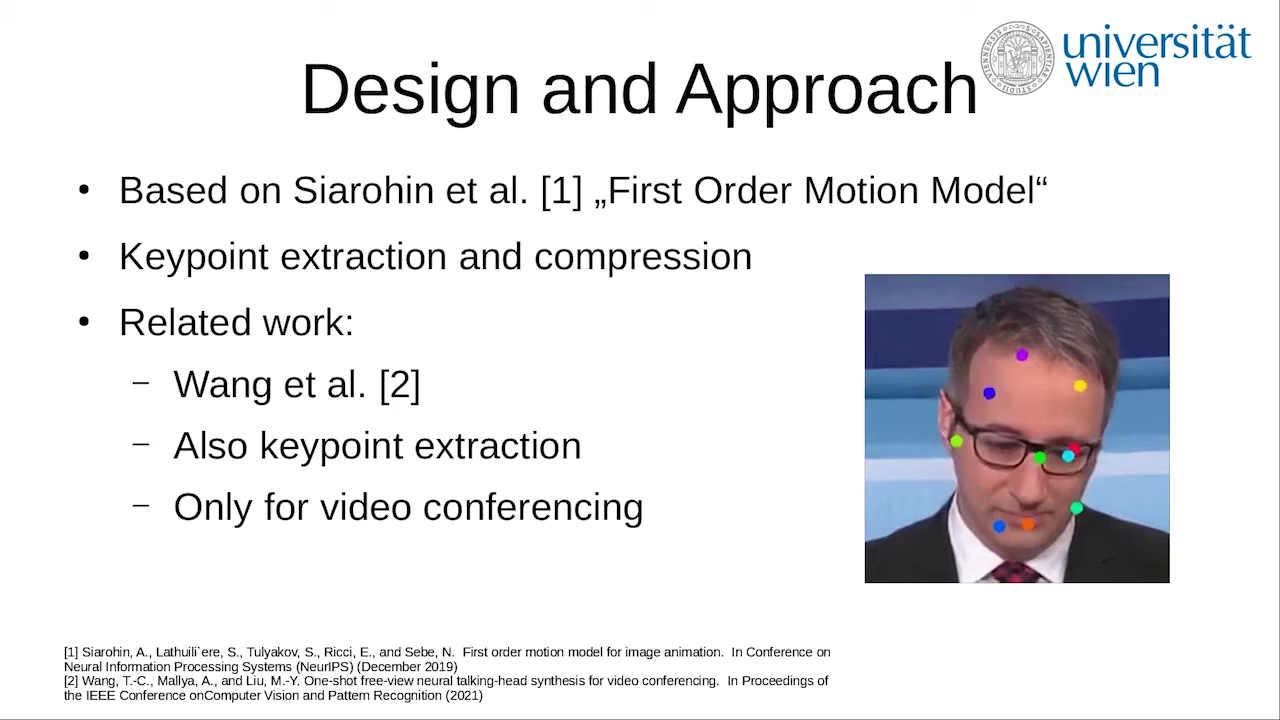 universität
wien
Design and Approach
• Based on Siarohin et al. [1] „First Order Motion Model“
• Keypoint extraction and compression
• Related work:
– Wang et al. [2]
– Also keypoint extraction
– Only for video conferencing
[1] Siarohin, A., Lathuili`ere, S., Tulyakov, S., Ricci, E., and Sebe, N. First order motion model for image animation. In Conference on
Neural Information Processing Systems (NeurIPS) (December 2019)
[2] Wang, T.-C., Mallya, A., and Liu, M.-Y. One-shot free-view neural talking-head synthesis for video conferencing. In Proceedings of
the IEEE Conference onComputer Vision and Pattern Recognition (2021)